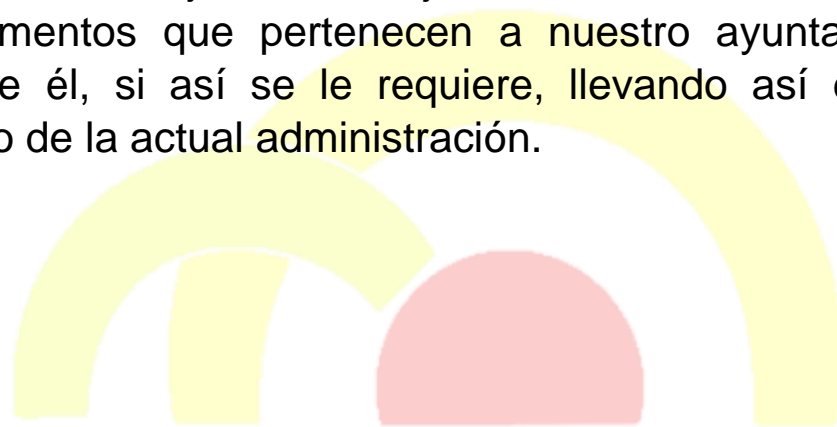 mentos que pertenecen a nuestro ayunta
e él, si así se le requiere, llevando así
o de la actual administración.